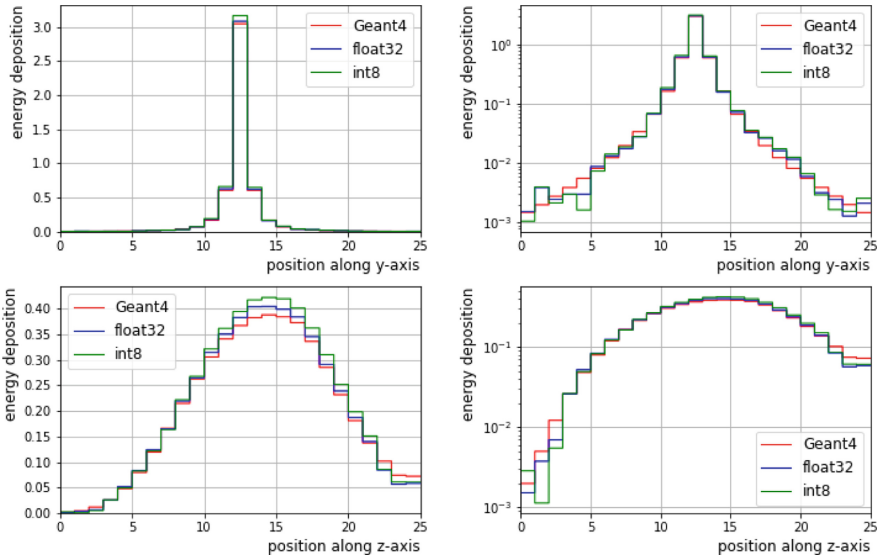 energy deposition
3.0
2.5
2.0
1.5
1.0
0.5
0.0
0 5 10 15 20 25
position along y-axis
Geant4
float32
int8
energy deposition
10⁰
10⁻¹
10⁻²
10⁻³
0 5 10 15 20 25
position along y-axis
Geant4
float32
int8
energy deposition
0.40
0.35
0.30
0.25
0.20
0.15
0.10
0.05
0.00
0 5 10 15 20 25
position along z-axis
Geant4
float32
int8
energy deposition
10⁻¹
10⁻²
10⁻³
0 5 10 15 20 25
position along z-axis
Geant4
float32
int8